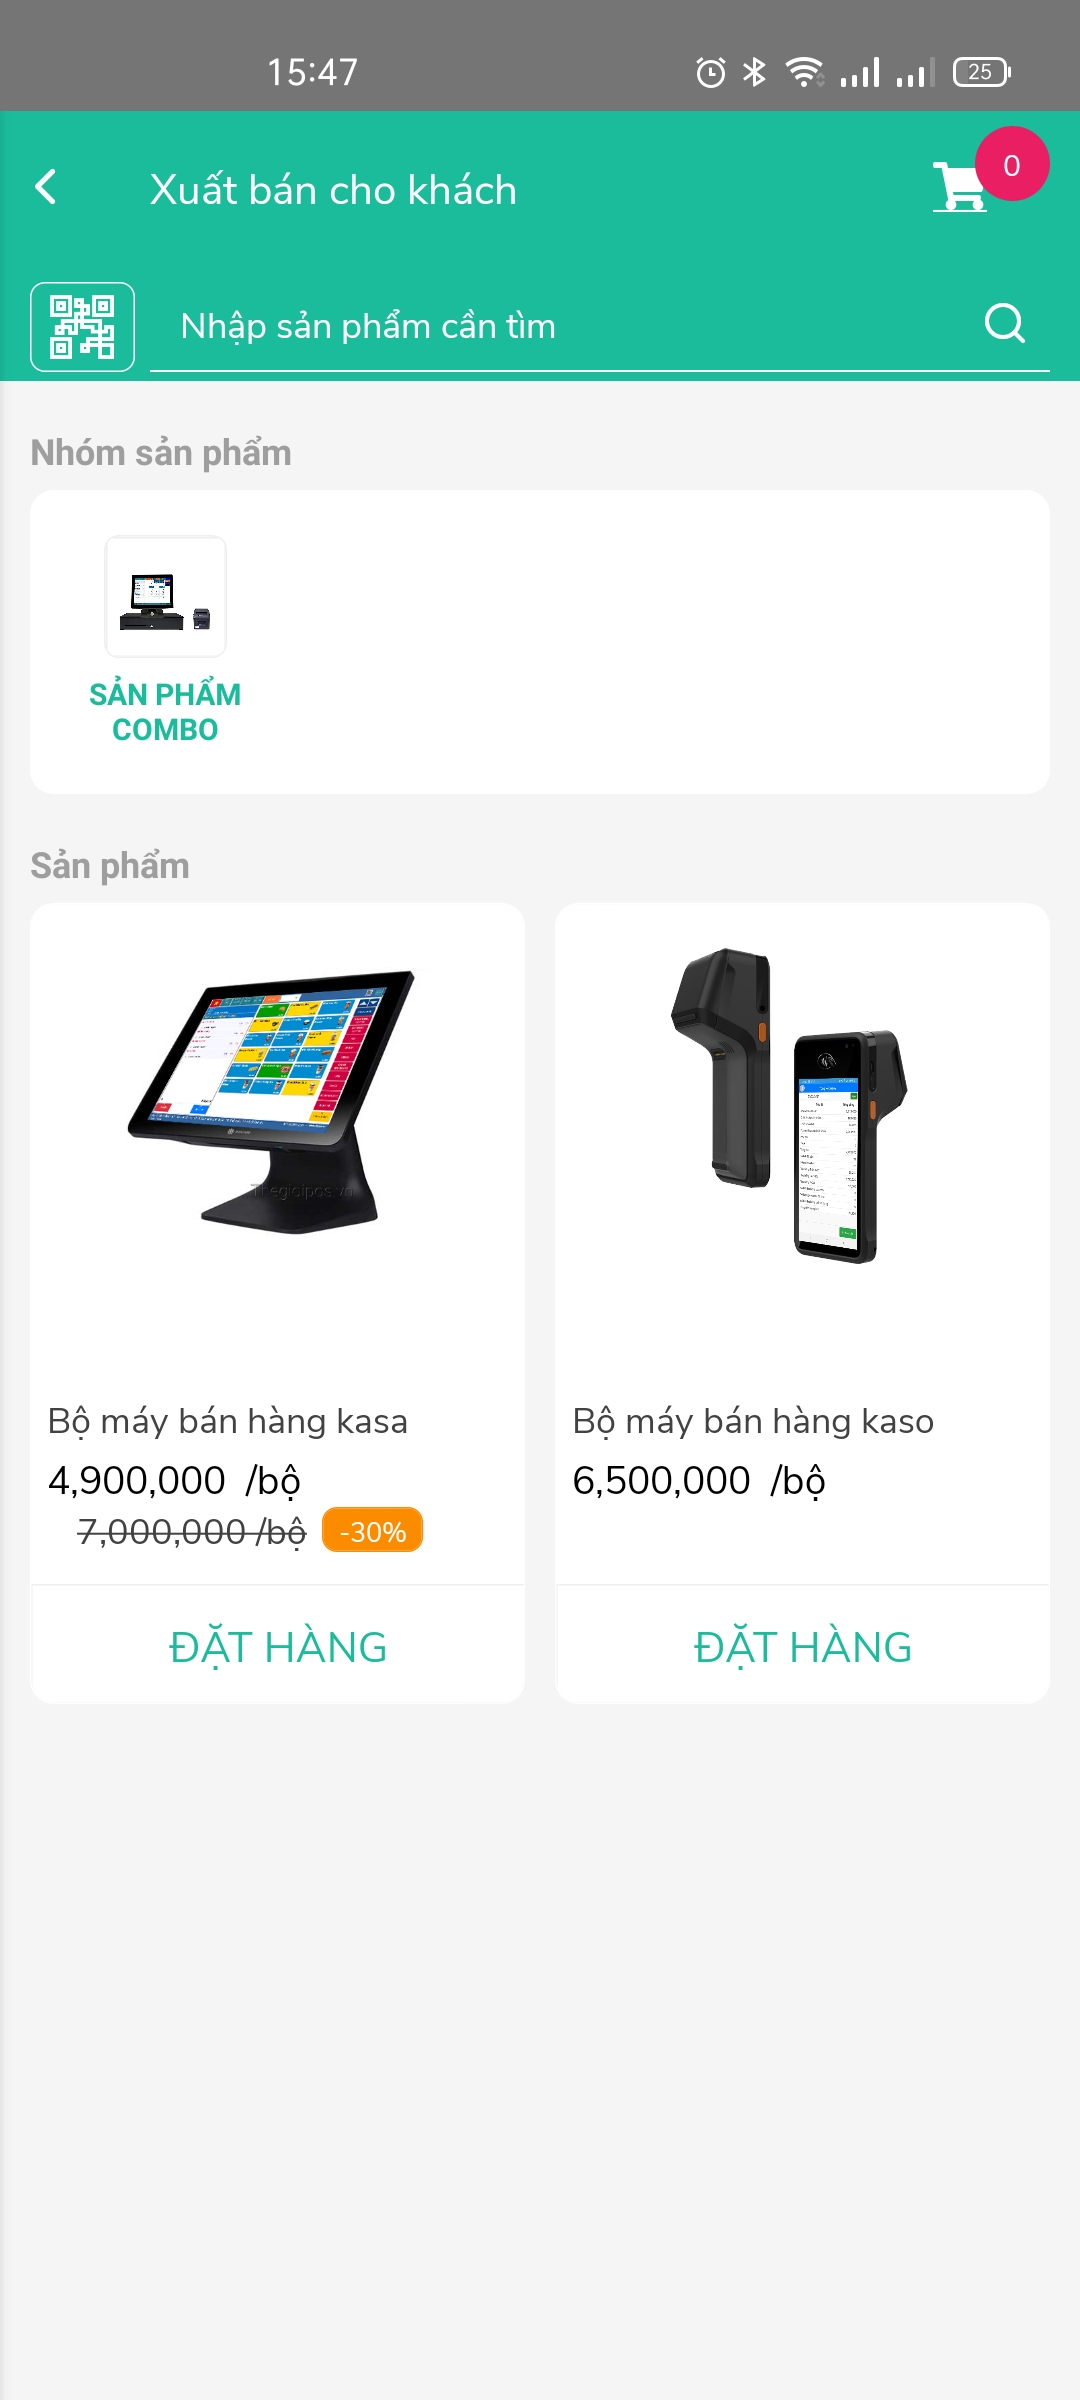 15:47
25
Xuất bán cho khách
0
Nhập sản phẩm cần tìm
Nhóm sản phẩm
SẢN PHẨM
COMBO
Sản phẩm
Thegioipos.vn
Bộ máy bán hàng kasa
4,900,000 /bộ
7,000,000 /bộ -30%
ĐẶT HÀNG
Bộ máy bán hàng kaso
6,500,000 /bộ
ĐẶT HÀNG